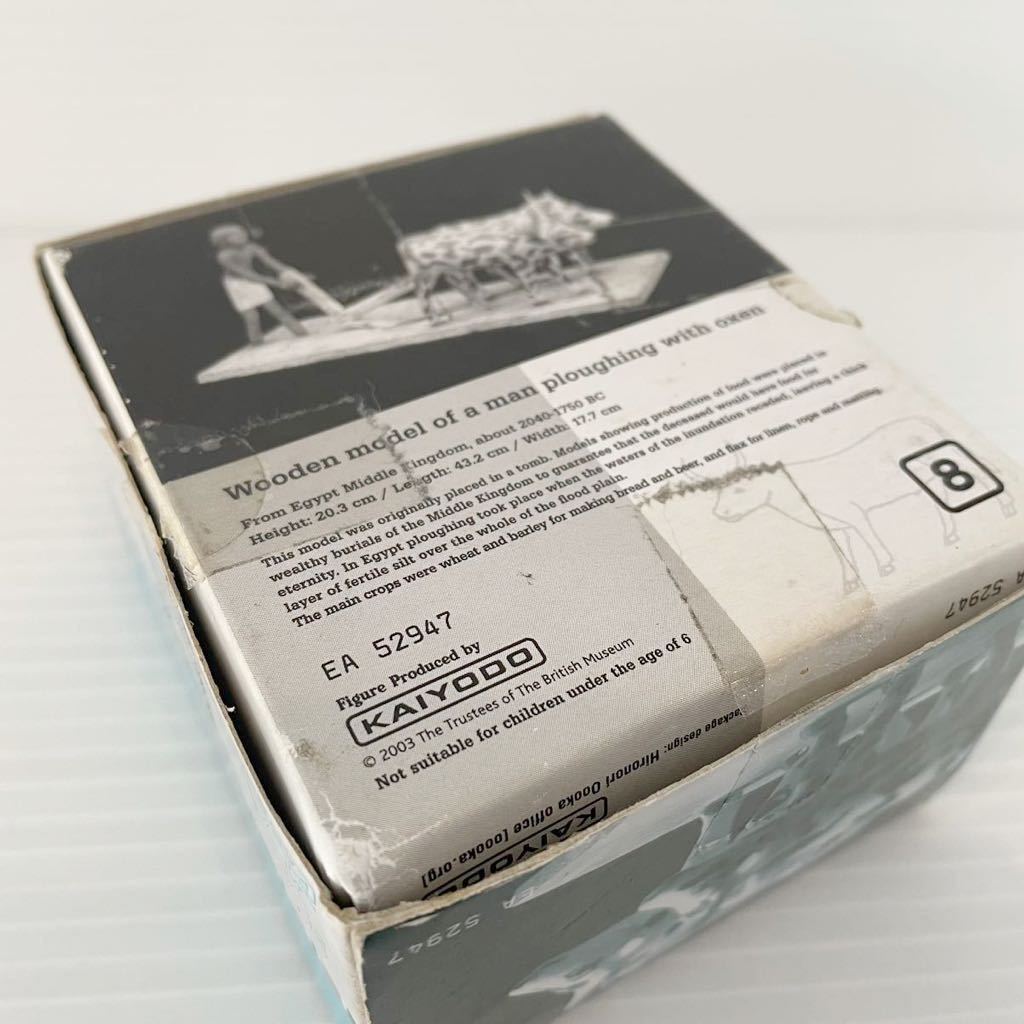 Wooden model of a man ploughing with oxen
From Egypt Middle Kingdom, about 2040-1750 BC
Height: 20.3 cm / Length: 43.2 cm / Width: 17.7 cm
This model was originally placed in a tomb. Models showing production of food were placed in
wealthy burials of the Middle Kingdom to guarantee that the deceased would have food for
eternity. In Egypt ploughing took place when the waters of the inundation receded, leaving a thick
layer of fertile silt over the whole of the flood plain.
The main crops were wheat and barley for making bread and beer, and flax for linen, rope and matting.
8
EA 52947
Figure Produced by
KAIYODO
© 2003 The Trustees of The British Museum
Not suitable for children under the age of 6
A 52947
ackage design: Hironori Oooka office [oooka.org]
KAIYODO
EA 52947